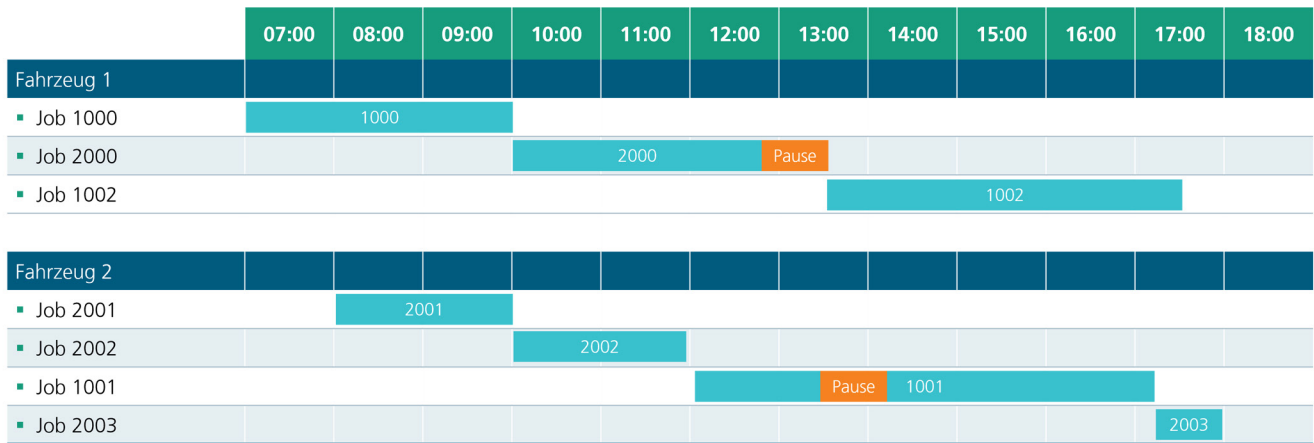 07:00 08:00 09:00 10:00 11:00 12:00 13:00 14:00 15:00 16:00 17:00 18:00
Fahrzeug 1
▪ Job 1000 1000
▪ Job 2000 2000 Pause
▪ Job 1002 1002
Fahrzeug 2
▪ Job 2001 2001
▪ Job 2002 2002
▪ Job 1001 Pause 1001
▪ Job 2003 2003